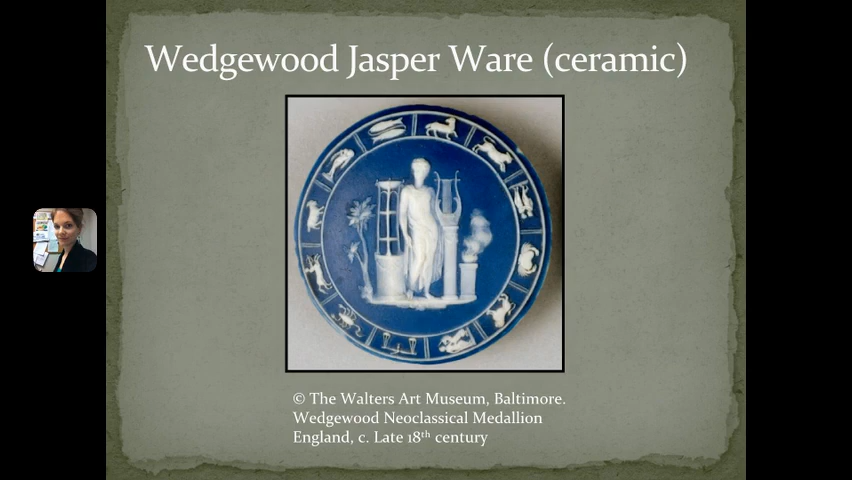 Wedgewood Jasper Ware (ceramic)
© The Walters Art Museum, Baltimore.
Wedgewood Neoclassical Medallion
England, c. Late 18th century